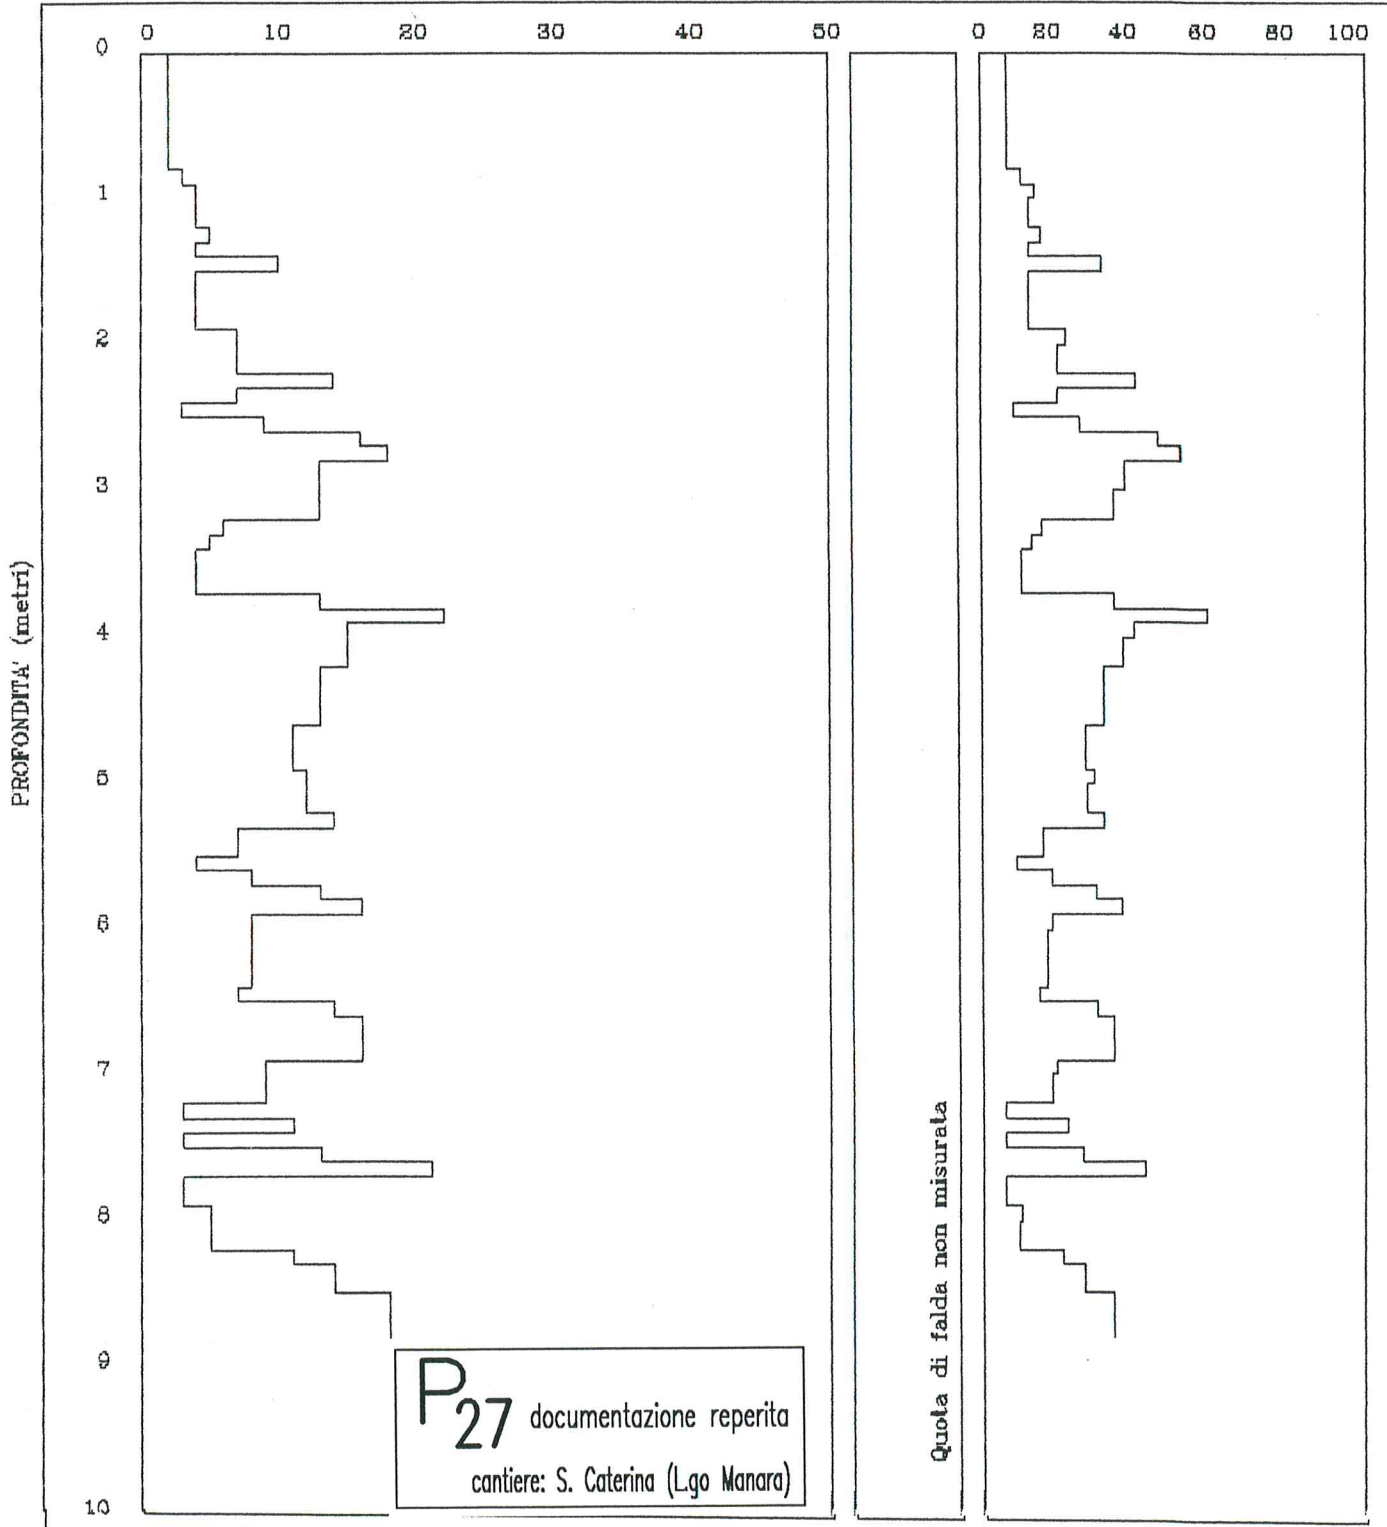 0 10 20 30 40 50
0 20 40 60 80 100
0
1
2
3
4
5
6
7
8
9
10
PROFONDITA' (metri)
Quota di falda non misurata
P27 documentazione reperita
cantiere: S. Caterina (L.go Manara)